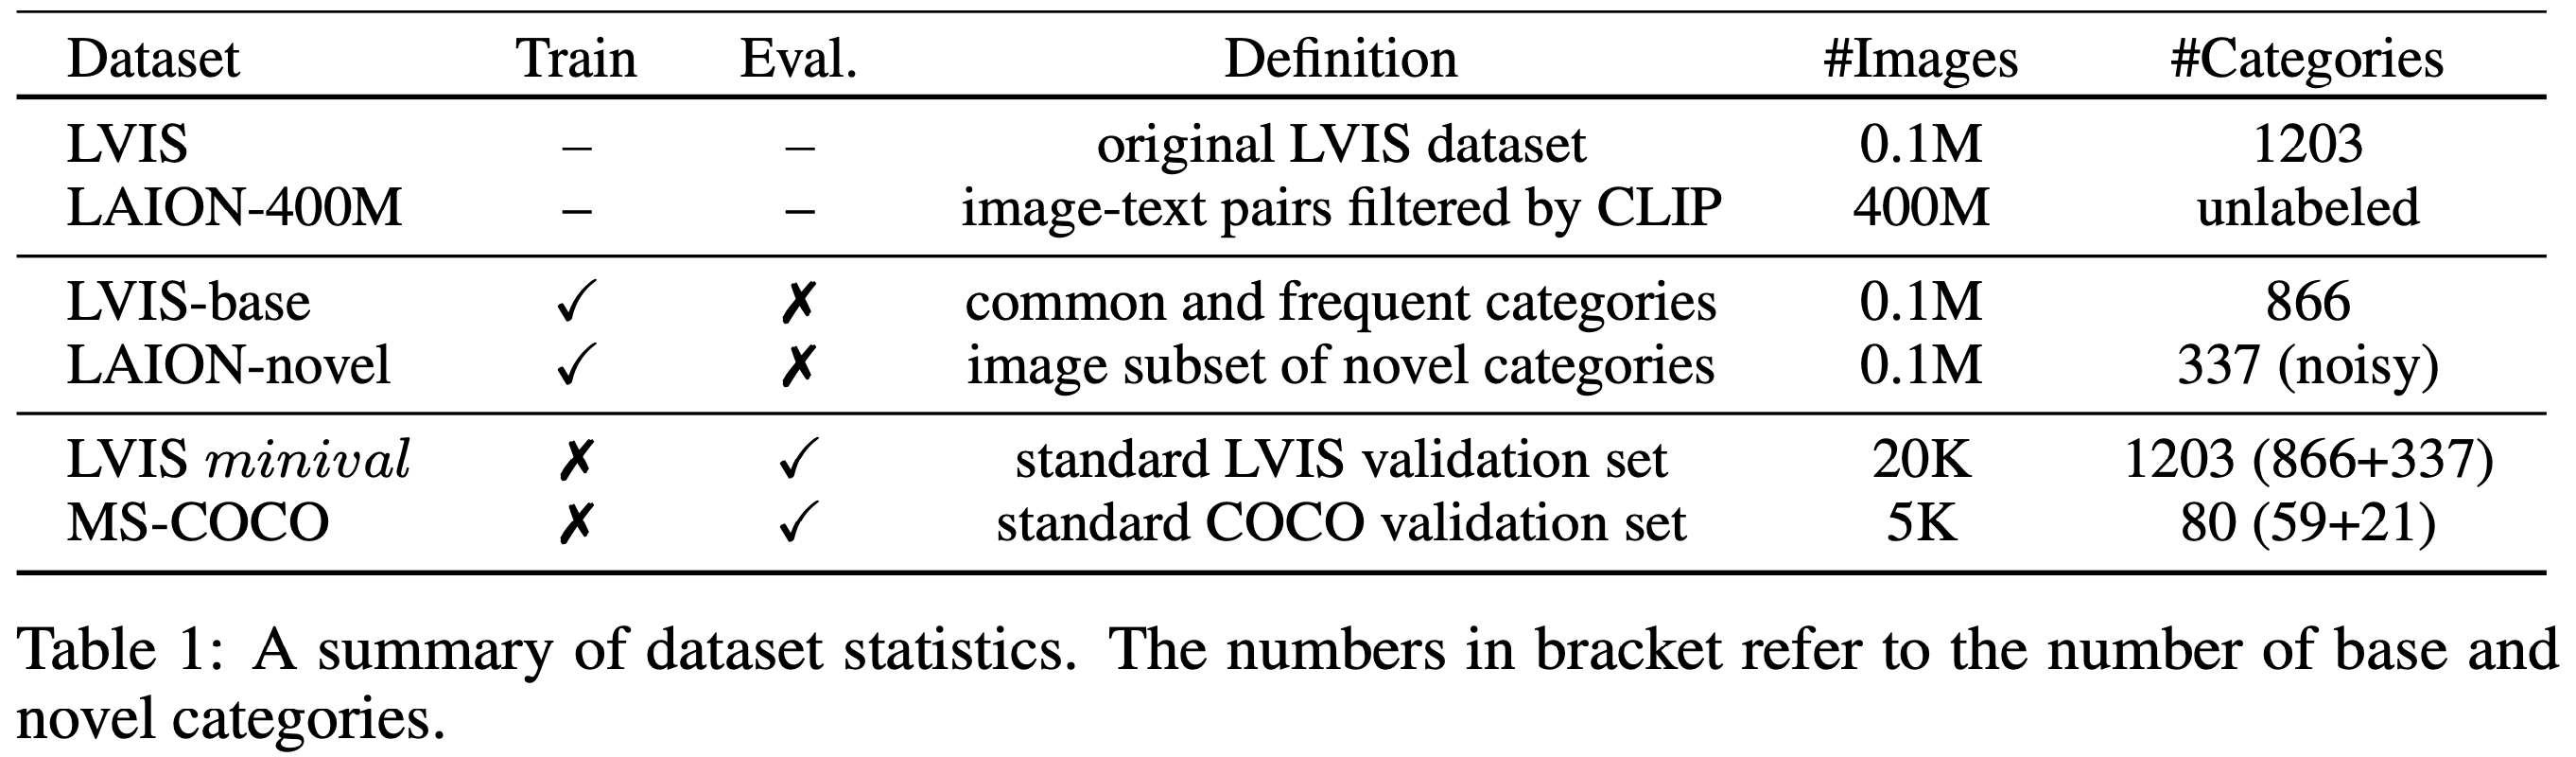 Dataset Train Eval. Definition #Images #Categories
LVIS – – original LVIS dataset 0.1M 1203
LAION-400M – – image-text pairs filtered by CLIP 400M unlabeled
LVIS-base ✓ ✗ common and frequent categories 0.1M 866
LAION-novel ✓ ✗ image subset of novel categories 0.1M 337 (noisy)
LVIS minival ✗ ✓ standard LVIS validation set 20K 1203 (866+337)
MS-COCO ✗ ✓ standard COCO validation set 5K 80 (59+21)
Table 1: A summary of dataset statistics. The numbers in bracket refer to the number of base and
novel categories.